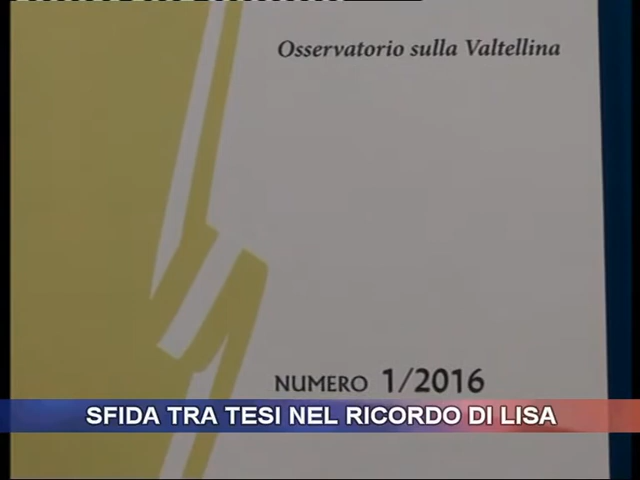 Osservatorio sulla Valtellina
NUMERO 1/2016
SFIDA TRA TESI NEL RICORDO DI LISA